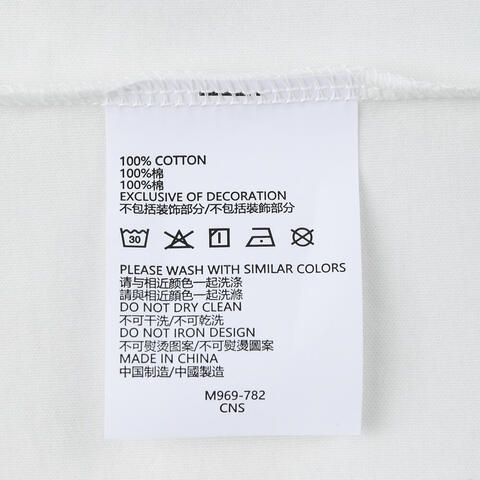 100% COTTON
100%棉
100%棉
EXCLUSIVE OF DECORATION
不包括装饰部分/不包括裝飾部分
30
PLEASE WASH WITH SIMILAR COLORS
请与相近颜色一起洗涤
請與相近顏色一起洗滌
DO NOT DRY CLEAN
不可干洗/不可乾洗
DO NOT IRON DESIGN
不可熨烫图案/不可熨燙圖案
MADE IN CHINA
中国制造/中國製造
M969-782
CNS